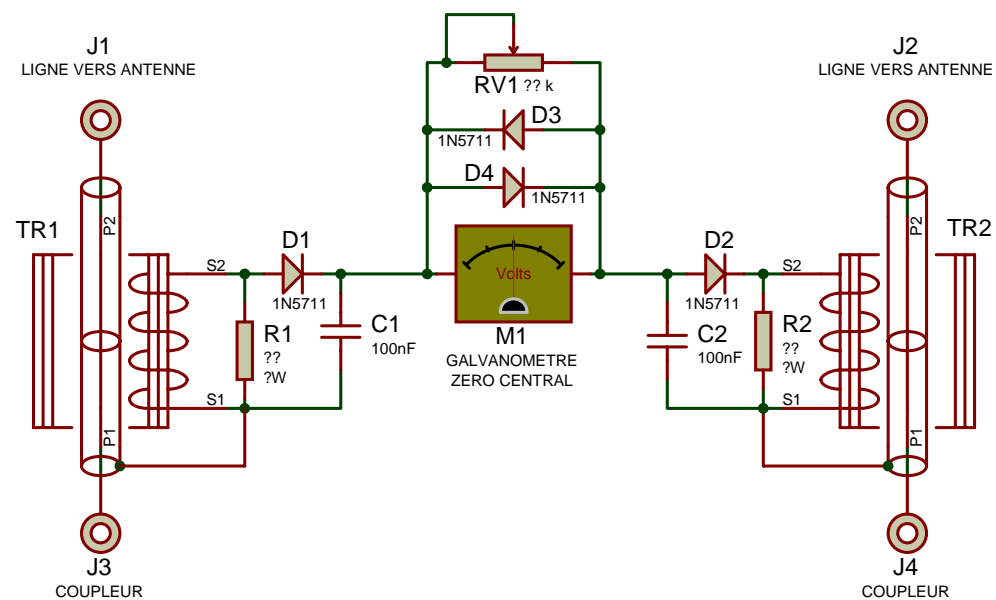 J1
LIGNE VERS ANTENNE
J2
LIGNE VERS ANTENNE
RV1 ?? k
D3
1N5711
D4
1N5711
TR1
P2
S2
D1
1N5711
Volts
D2
1N5711
S2
P2
TR2
R1
??
?W
C1
100nF
M1
GALVANOMETRE
ZERO CENTRAL
C2
100nF
R2
??
?W
S1
P1
S1
P1
J3
COUPLEUR
J4
COUPLEUR